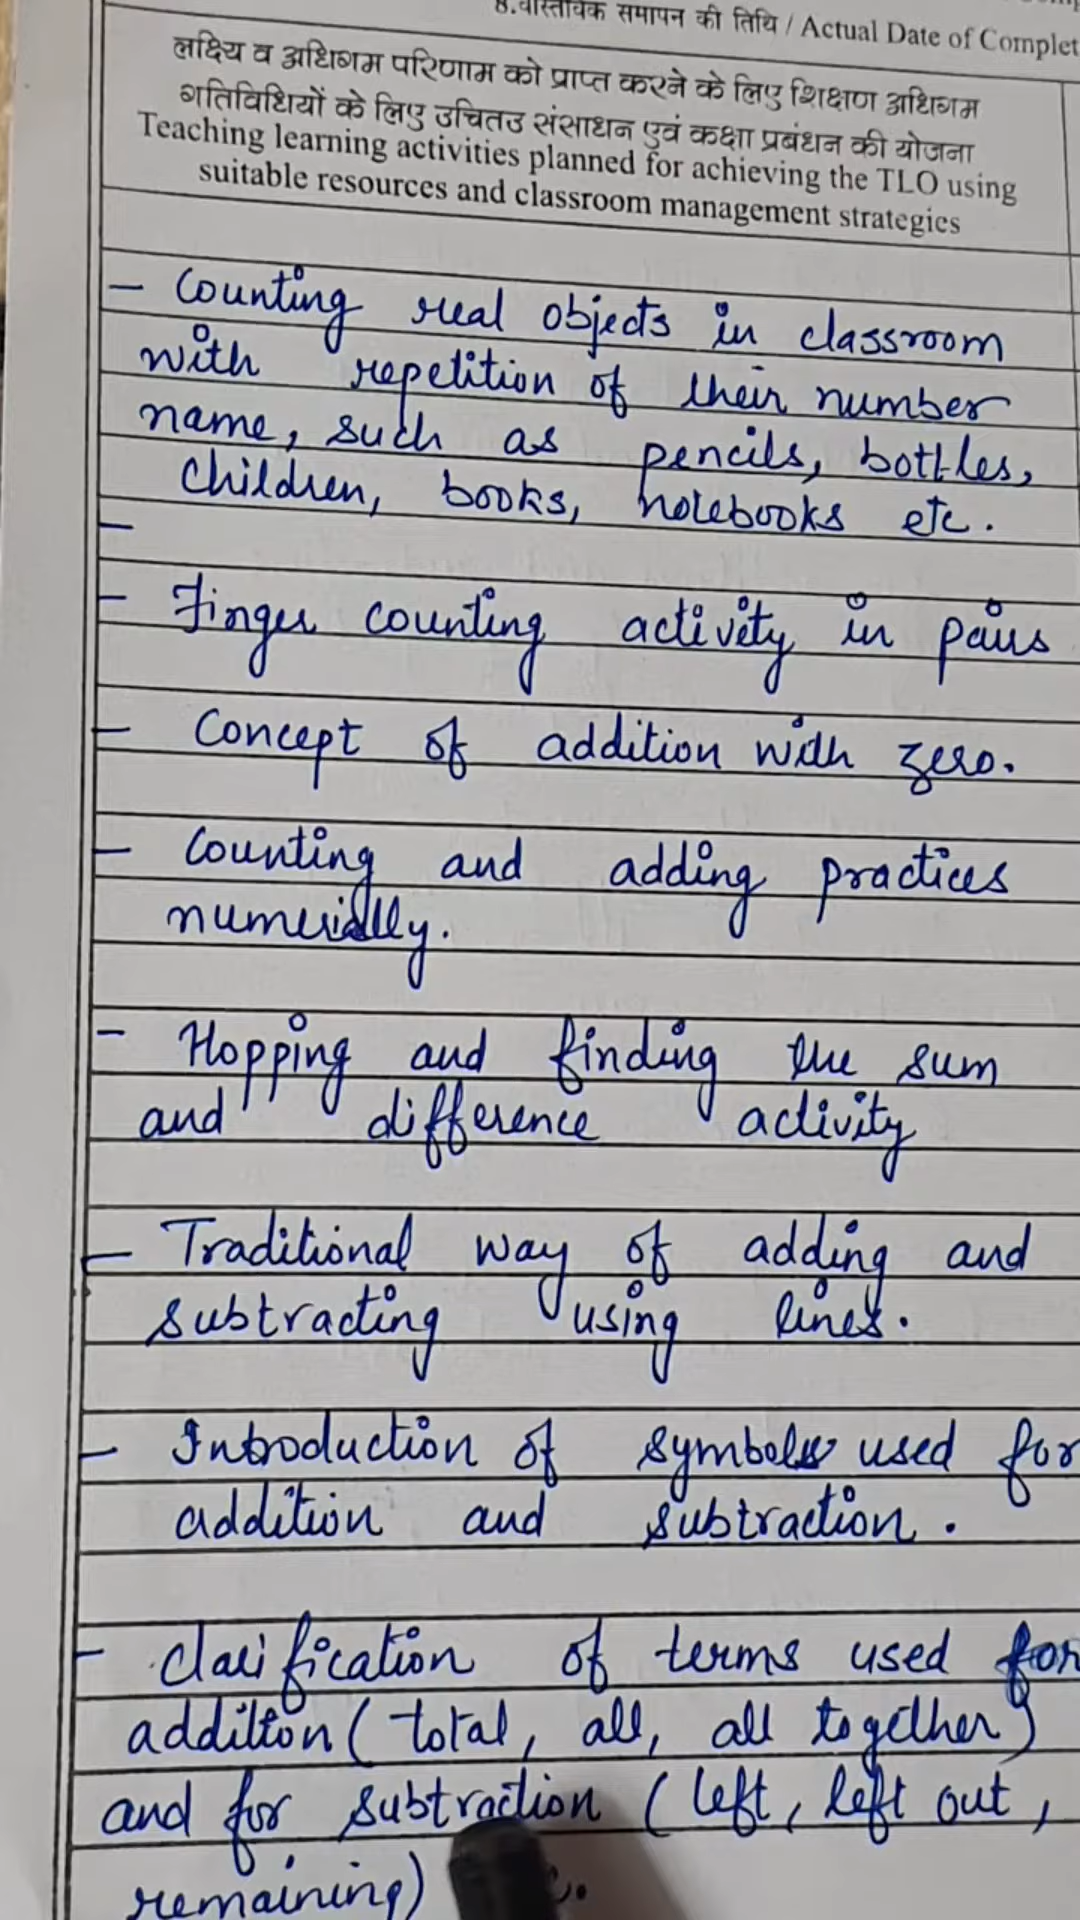 8.वास्तविक समापन की तिथि / Actual Date of Complet
लक्ष्यि व अधिगम परिणाम को प्राप्त करने के लिए शिक्षण अधिगम
गतिविधियों के लिए उचितउ संसाधन एवं कक्षा प्रबंधन की योजना
Teaching learning activities planned for achieving the TLO using
suitable resources and classroom management strategies
- Counting real objects in classroom
with repetition of their number
name, such as pencils, bottles,
children, books, notebooks etc.
-
- Finger counting activity in pairs
- Concept of addition with zero.
- Counting and adding practices
numerially.
- Hopping and finding the sum
and difference activity
- Traditional way of adding and
subtracting using lines.
- Introduction of symbols used for
addition and subtraction.
- Clarification of terms used for
addition (total, all, all together)
and for subtraction (left, left out,
remaining)